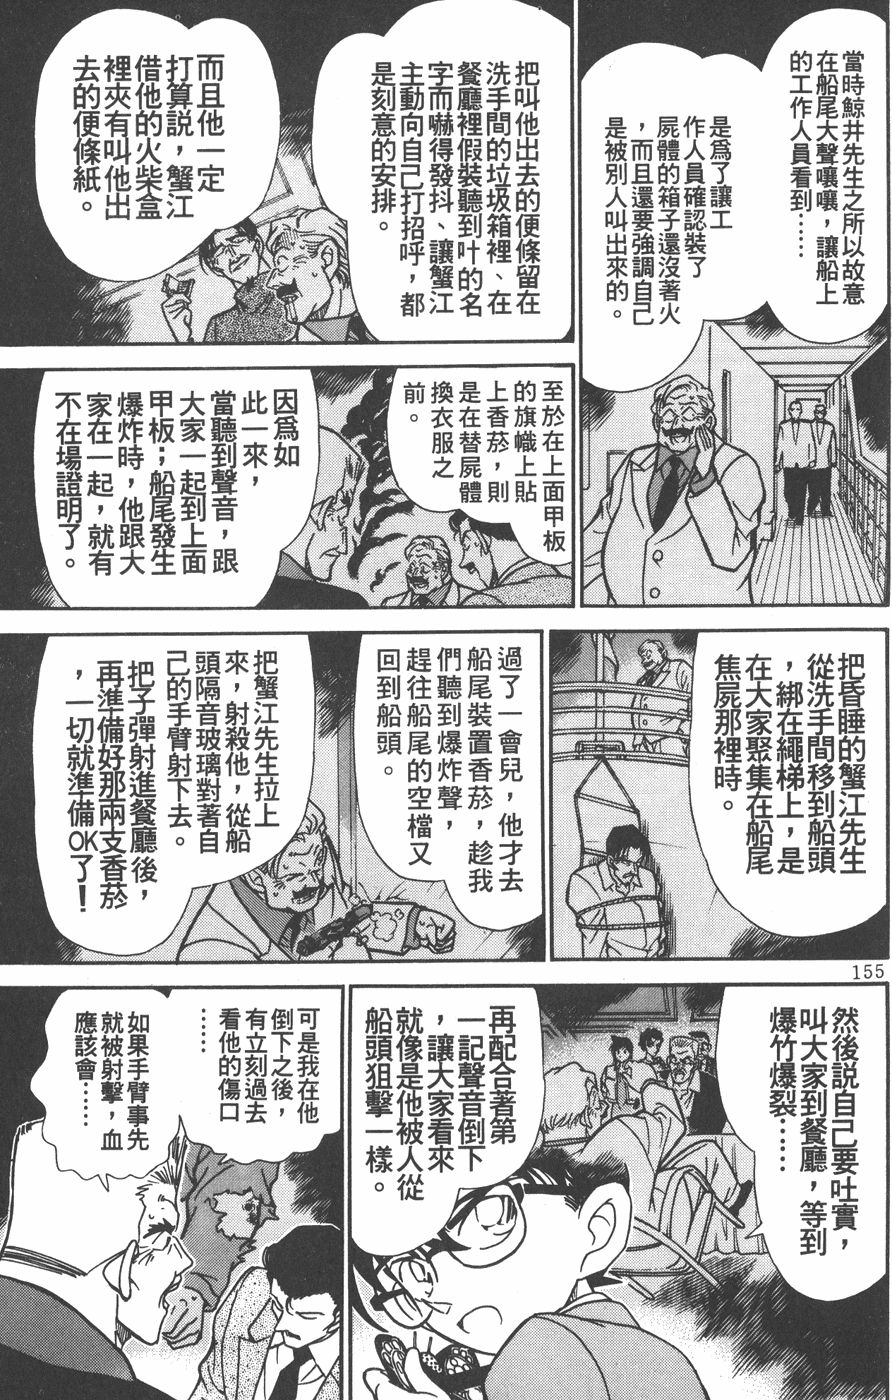 當時鯨井先生之所以故意
在船尾大聲嚷嚷，讓船上
的工作人員看到……
是為了讓工
作人員確認裝了
屍體的箱子還沒著火
，而且還要強調自己
是被別人叫出來的。
把叫他出去的便條留在
洗手間的垃圾箱裡、在
餐廳裡假裝聽到叶的名
字而嚇得發抖、讓蟹江
主動向自己打招呼，都
是刻意的安排。
而且他一定
打算說，蟹江
借他的火柴盒
裡夾有叫他出
去的便條紙。
至於在上面甲板
的旗幟上貼
上香菸，則
是在替屍體
換衣服之
前。
因為如
此一來，
當聽到聲音，跟
大家一起到上面
甲板；船尾發生
爆炸時，他跟大
家在一起，就有
不在場證明了。
把昏睡的蟹江先生
從洗手間移到船頭
，綁在繩梯上，是
在大家聚集在船尾
焦屍那裡時。
過了一會兒，他才去
船尾裝置香菸，趁我
們聽到爆炸聲，
趕往船尾的空檔又
回到船頭。
把蟹江先生拉上
來，射殺他，從船
頭隔音玻璃對著自
己的手臂射下去。
把子彈射進餐廳後，
再準備好那兩支香菸
，一切就準備OK了！
155
然後說自己要吐實，
叫大家到餐廳，等到
爆竹爆裂……
再配合著第
一記聲音倒下
，讓大家看來
就像是他被人從
船頭狙擊一樣。
可是我在他
倒下之後，
有立刻過去
看他的傷口
……
如果手臂事先
就被射擊，血
應該會……